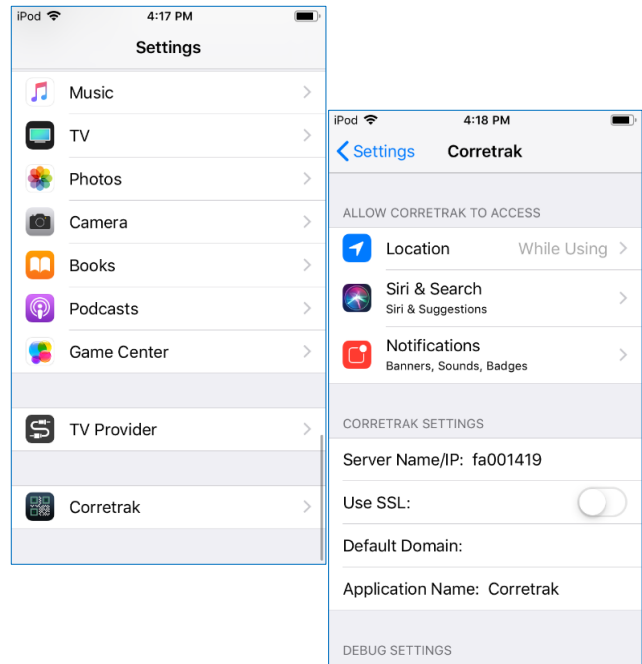 iPod 4:17 PM
Settings
Music
TV
Photos
Camera
Books
Podcasts
Game Center
TV Provider
Corretrak
iPod 4:18 PM
Settings Corretrak
ALLOW CORRETRAK TO ACCESS
Location While Using
Siri & Search
Siri & Suggestions
Notifications
Banners, Sounds, Badges
CORRETRAK SETTINGS
Server Name/IP: fa001419
Use SSL:
Default Domain:
Application Name: Corretrak
DEBUG SETTINGS